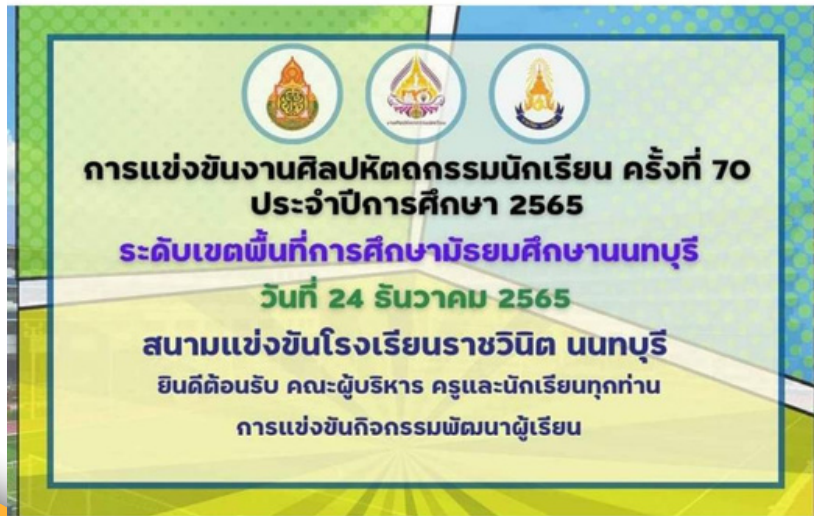 การแข่งขันงานศิลปหัตถกรรมนักเรียน ครั้งที่ 70
ประจำปีการศึกษา 2565
ระดับเขตพื้นที่การศึกษามัธยมศึกษานนทบุรี
วันที่ 24 ธันวาคม 2565
สนามแข่งขันโรงเรียนราชวินิต นนทบุรี
ยินดีต้อนรับ คณะผู้บริหาร ครูและนักเรียนทุกท่าน
การแข่งขันกิจกรรมพัฒนาผู้เรียน